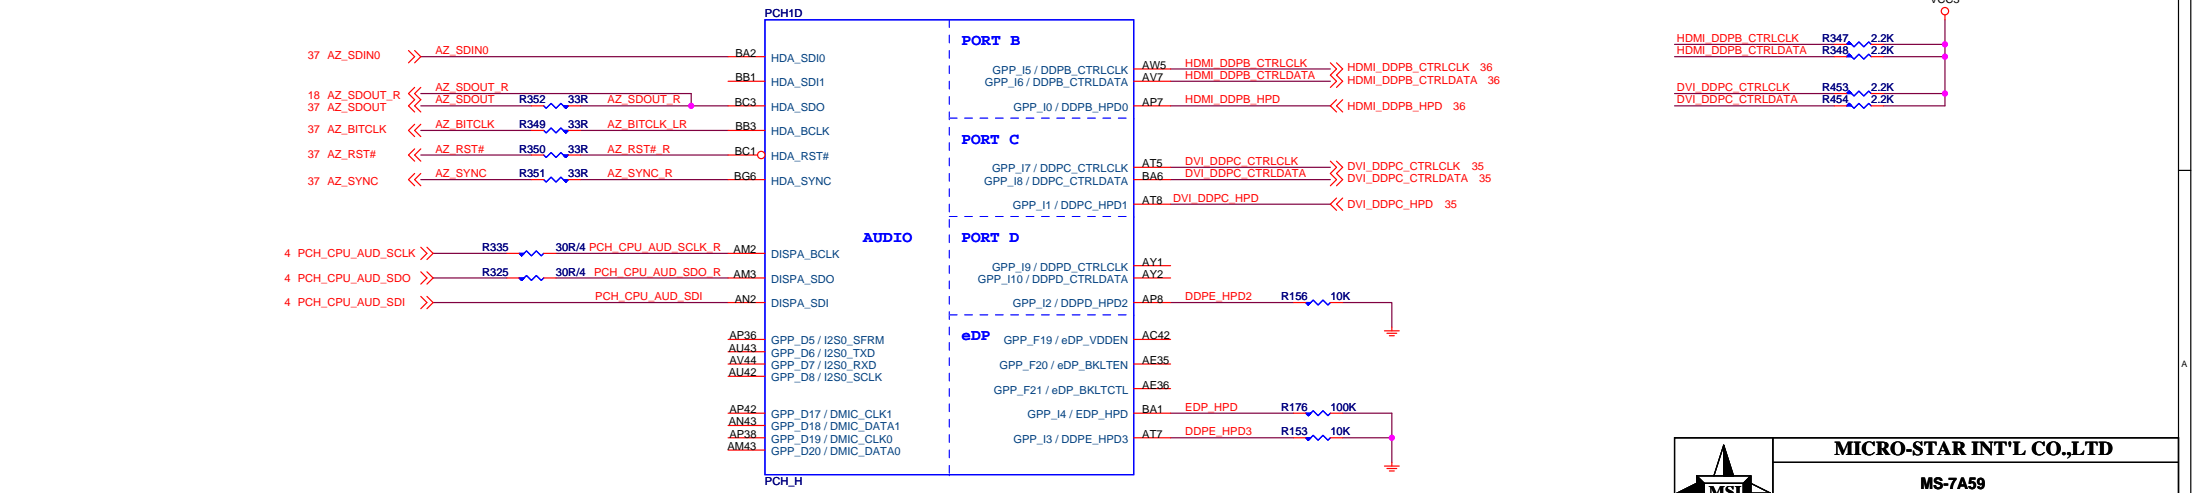 PCH1D
VCC3
37 AZ_SDIN0 AZ_SDIN0 BA2 HDA_SDI0
BB1 HDA_SDI1
18 AZ_SDOUT_R AZ_SDOUT_R
37 AZ_SDOUT AZ_SDOUT R352 33R AZ_SDOUT_R BC3 HDA_SDO
37 AZ_BITCLK AZ_BITCLK R349 33R AZ_BITCLK_LR BB3 HDA_BCLK
37 AZ_RST# AZ_RST# R350 33R AZ_RST#_R BC1 HDA_RST#
37 AZ_SYNC AZ_SYNC R351 33R AZ_SYNC_R BG6 HDA_SYNC
AUDIO
4 PCH_CPU_AUD_SCLK R335 30R/4 PCH_CPU_AUD_SCLK_R AM2 DISPA_BCLK
4 PCH_CPU_AUD_SDO R325 30R/4 PCH_CPU_AUD_SDO_R AM3 DISPA_SDO
4 PCH_CPU_AUD_SDI PCH_CPU_AUD_SDI AN2 DISPA_SDI
AP36 GPP_D5 / I2S0_SFRM
AU43 GPP_D6 / I2S0_TXD
AV44 GPP_D7 / I2S0_RXD
AU42 GPP_D8 / I2S0_SCLK
AP42 GPP_D17 / DMIC_CLK1
AN43 GPP_D18 / DMIC_DATA1
AP38 GPP_D19 / DMIC_CLK0
AM43 GPP_D20 / DMIC_DATA0
PCH_H
PORT B
GPP_I5 / DDPB_CTRLCLK AW5 HDMI_DDPB_CTRLCLK HDMI_DDPB_CTRLCLK 36
GPP_I6 / DDPB_CTRLDATA AV7 HDMI_DDPB_CTRLDATA HDMI_DDPB_CTRLDATA 36
GPP_I0 / DDPB_HPD0 AP7 HDMI_DDPB_HPD HDMI_DDPB_HPD 36
PORT C
GPP_I7 / DDPC_CTRLCLK AT5 DVI_DDPC_CTRLCLK DVI_DDPC_CTRLCLK 35
GPP_I8 / DDPC_CTRLDATA BA6 DVI_DDPC_CTRLDATA DVI_DDPC_CTRLDATA 35
GPP_I1 / DDPC_HPD1 AT8 DVI_DDPC_HPD DVI_DDPC_HPD 35
PORT D
GPP_I9 / DDPD_CTRLCLK AY1
GPP_I10 / DDPD_CTRLDATA AY2
GPP_I2 / DDPD_HPD2 AP8 DDPE_HPD2 R156 10K
eDP
GPP_F19 / eDP_VDDEN AC42
GPP_F20 / eDP_BKLTEN AE35
GPP_F21 / eDP_BKLTCTL AE36
GPP_I4 / EDP_HPD BA1 EDP_HPD R176 100K
GPP_I3 / DDPE_HPD3 AT7 DDPE_HPD3 R153 10K
HDMI_DDPB_CTRLCLK R347 2.2K
HDMI_DDPB_CTRLDATA R348 2.2K
DVI_DDPC_CTRLCLK R453 2.2K
DVI_DDPC_CTRLDATA R454 2.2K
A
MICRO-STAR INT'L CO.,LTD
MSI
MS-7A59